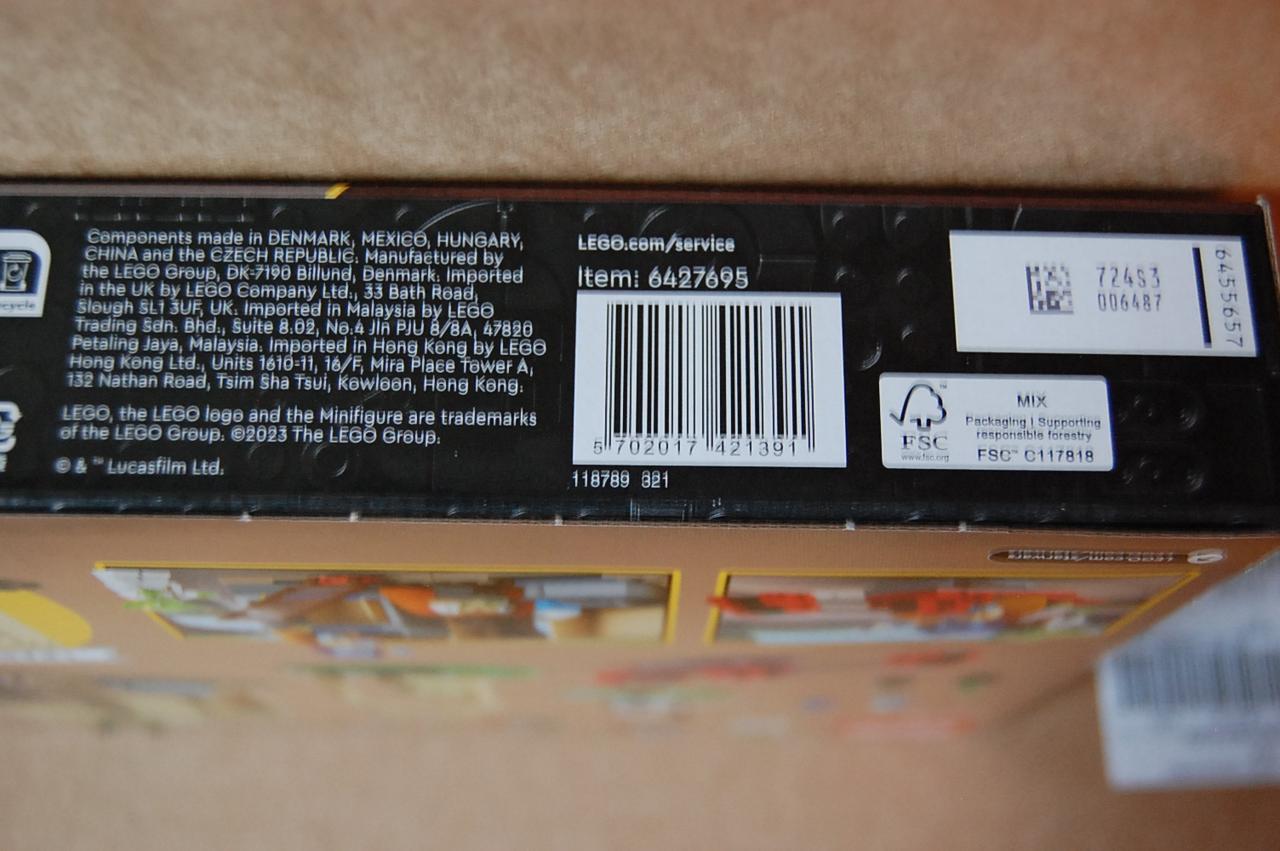 Components made in DENMARK, MEXICO, HUNGARY,
CHINA and the CZECH REPUBLIC. Manufactured by
the LEGO Group, DK-7190 Billund, Denmark. Imported
in the UK by LEGO Company Ltd., 33 Bath Road,
Slough SL1 3UF, UK. Imported in Malaysia by LEGO
Trading Sdn. Bhd., Suite 8.02, No.4 Jln PJU 8/8A, 47820
Petaling Jaya, Malaysia. Imported in Hong Kong by LEGO
Hong Kong Ltd., Units 1610-11, 16/F, Mira Place Tower A,
132 Nathan Road, Tsim Sha Tsui, Kowloon, Hong Kong.
LEGO, the LEGO logo and the Minifigure are trademarks
of the LEGO Group. ©2023 The LEGO Group.
© & ™ Lucasfilm Ltd.
LEGO.com/service
Item: 6427695
5 702017 421391
118789 321
724S3
006487
6455657
FSC™
www.fsc.org
MIX
Packaging | Supporting
responsible forestry
FSC™ C117818